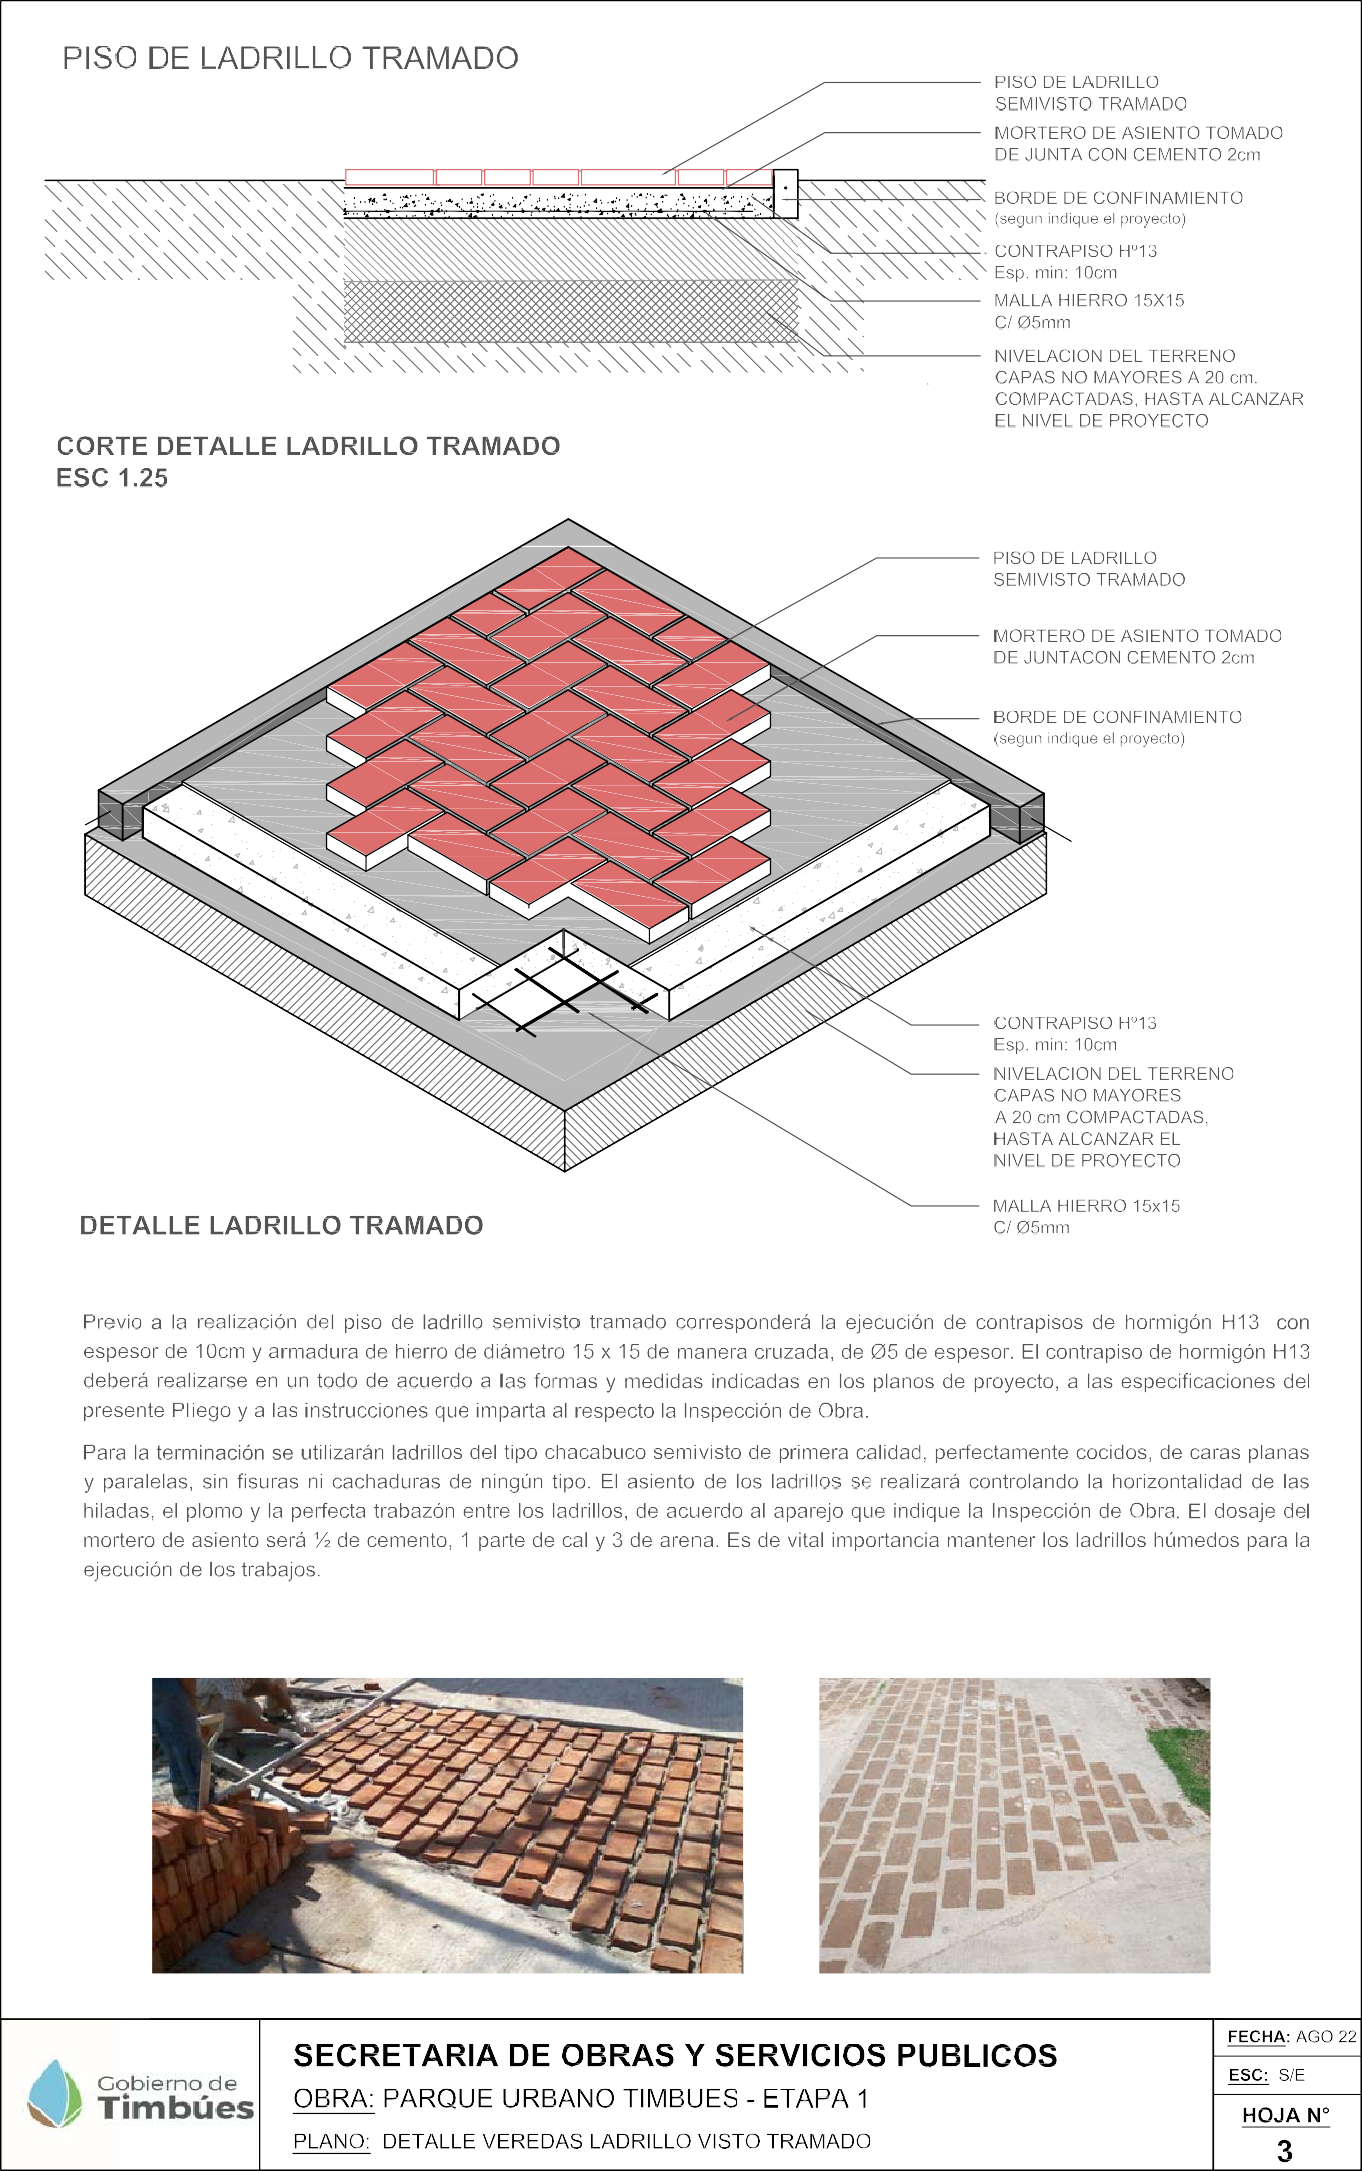 PISO DE LADRILLO TRAMADO
PISO DE LADRILLO
SEMIVISTO TRAMADO
MORTERO DE ASIENTO TOMADO
DE JUNTA CON CEMENTO 2cm
BORDE DE CONFINAMIENTO
(segun indique el proyecto)
CONTRAPISO Hº13
Esp. min: 10cm
MALLA HIERRO 15X15
C/ Ø5mm
NIVELACION DEL TERRENO
CAPAS NO MAYORES A 20 cm.
COMPACTADAS, HASTA ALCANZAR
EL NIVEL DE PROYECTO
CORTE DETALLE LADRILLO TRAMADO
ESC 1.25
PISO DE LADRILLO
SEMIVISTO TRAMADO
MORTERO DE ASIENTO TOMADO
DE JUNTACON CEMENTO 2cm
BORDE DE CONFINAMIENTO
(segun indique el proyecto)
CONTRAPISO Hº13
Esp. min: 10cm
NIVELACION DEL TERRENO
CAPAS NO MAYORES
A 20 cm COMPACTADAS,
HASTA ALCANZAR EL
NIVEL DE PROYECTO
MALLA HIERRO 15x15
C/ Ø5mm
DETALLE LADRILLO TRAMADO
Previo a la realización del piso de ladrillo semivisto tramado corresponderá la ejecución de contrapisos de hormigón H13 con
espesor de 10cm y armadura de hierro de diámetro 15 x 15 de manera cruzada, de Ø5 de espesor. El contrapiso de hormigón H13
deberá realizarse en un todo de acuerdo a las formas y medidas indicadas en los planos de proyecto, a las especificaciones del
presente Pliego y a las instrucciones que imparta al respecto la Inspección de Obra.
Para la terminación se utilizarán ladrillos del tipo chacabuco semivisto de primera calidad, perfectamente cocidos, de caras planas
y paralelas, sin fisuras ni cachaduras de ningún tipo. El asiento de los ladrillos se realizará controlando la horizontalidad de las
hiladas, el plomo y la perfecta trabazón entre los ladrillos, de acuerdo al aparejo que indique la Inspección de Obra. El dosaje del
mortero de asiento será ½ de cemento, 1 parte de cal y 3 de arena. Es de vital importancia mantener los ladrillos húmedos para la
ejecución de los trabajos.
Gobierno de
Timbúes
SECRETARIA DE OBRAS Y SERVICIOS PUBLICOS
OBRA: PARQUE URBANO TIMBUES - ETAPA 1
PLANO: DETALLE VEREDAS LADRILLO VISTO TRAMADO
FECHA: AGO 22
ESC: S/E
HOJA N°
3